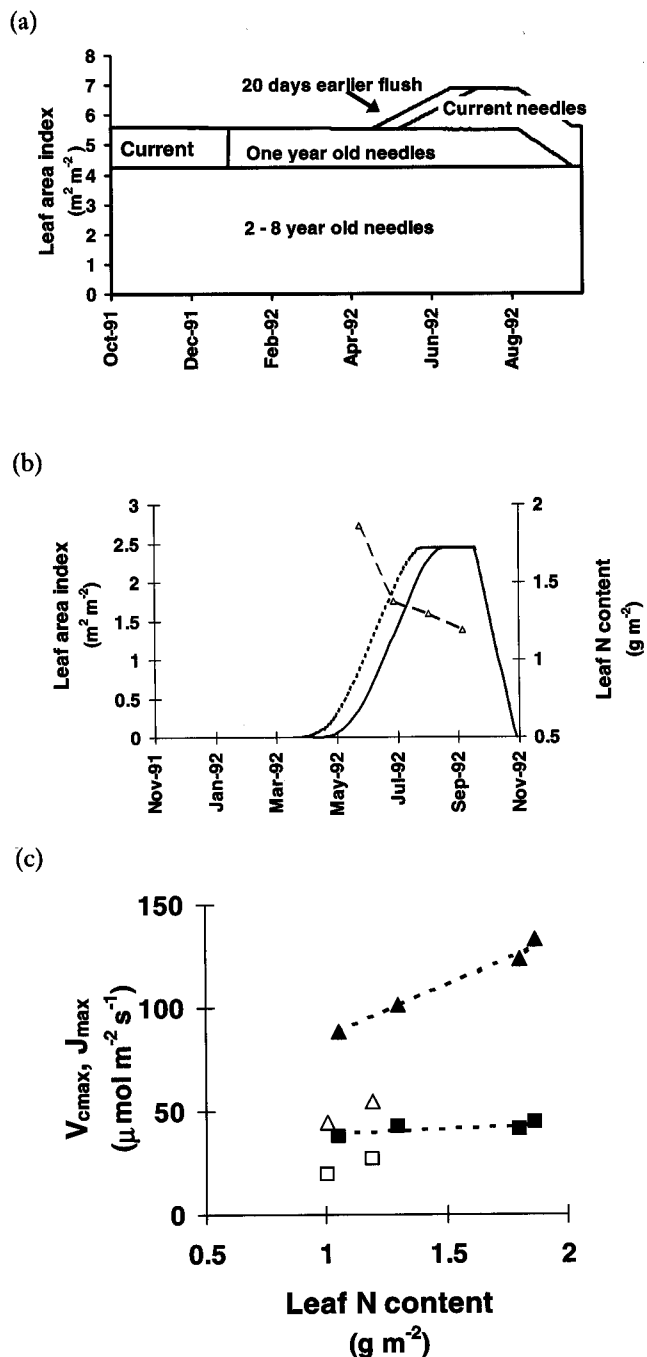 (a)
8
7
6
5
4
3
2
1
0
Leaf area index
(m² m⁻²)
20 days earlier flush
Current needles
Current
One year old needles
2 - 8 year old needles
Oct-91
Dec-91
Feb-92
Apr-92
Jun-92
Aug-92
(b)
3
2.5
2
1.5
1
0.5
0
Leaf area index
(m² m⁻²)
2
1.5
1
0.5
Leaf N content
(g m⁻²)
Nov-91
Jan-92
Mar-92
May-92
Jul-92
Sep-92
Nov-92
(c)
150
100
50
0
Vcmax, Jmax
(μ mol m⁻² s⁻¹)
0.5
1
1.5
2
Leaf N content
(g m⁻²)